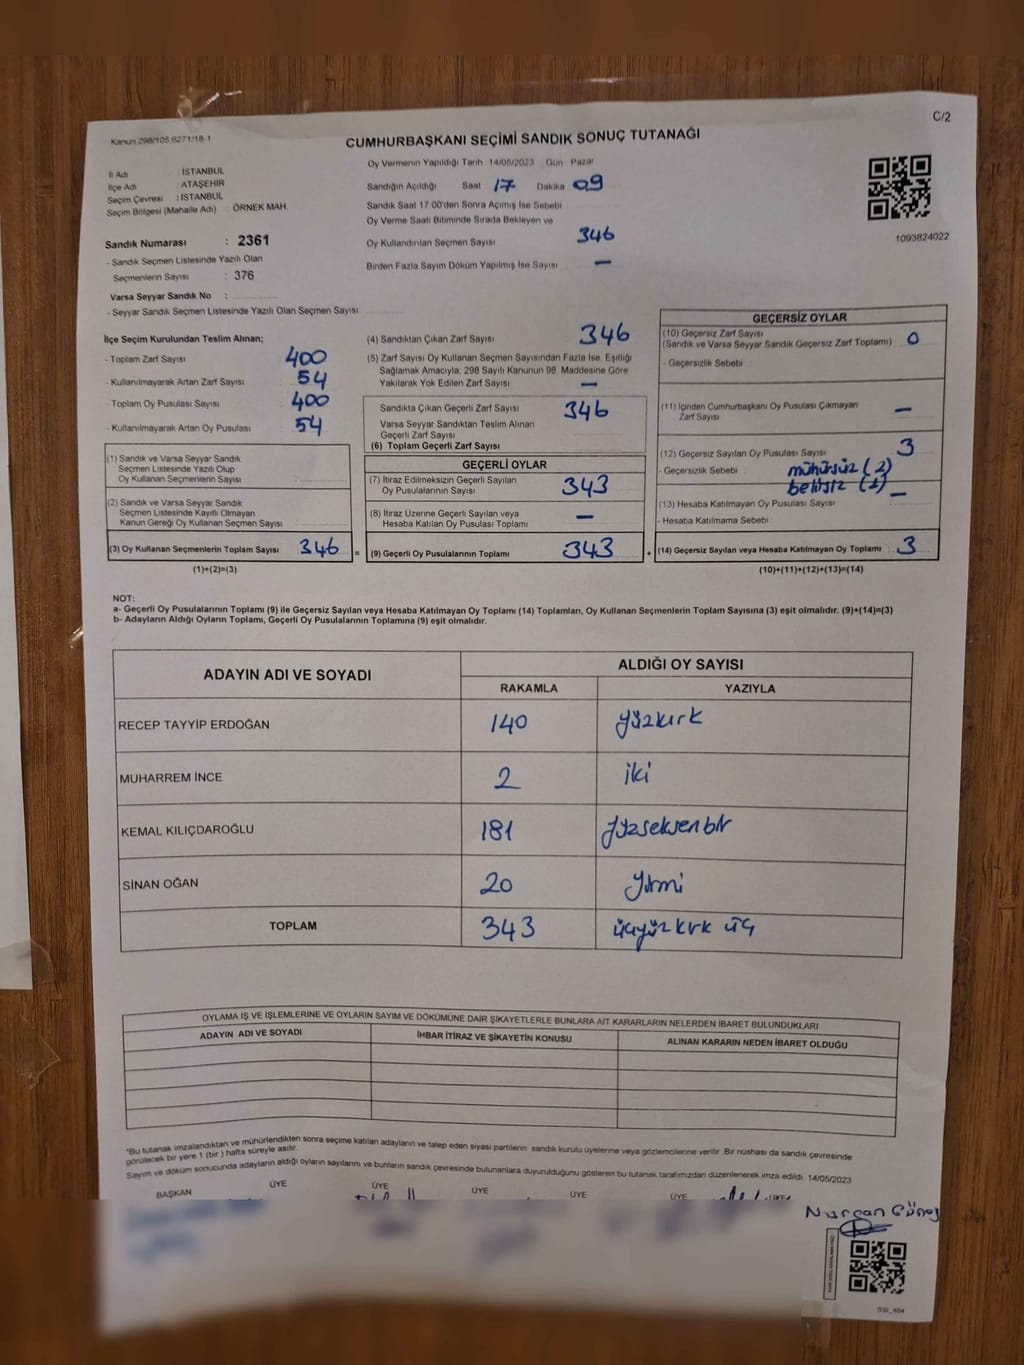 C/2
Kanun 298/105.6271/18-1
CUMHURBAŞKANI SEÇİMİ SANDIK SONUÇ TUTANAĞI
İl Adı İSTANBUL
İlçe Adı ATAŞEHİR
Seçim Çevresi : İSTANBUL
Seçim Bölgesi (Mahalle Adı) : ÖRNEK MAH.
Sandık Numarası : 2361
- Sandık Seçmen Listesinde Yazılı Olan
Seçmenlerin Sayısı : 376
Varsa Seyyar Sandık No :
- Seyyar Sandık Seçmen Listesinde Yazılı Olan Seçmen Sayısı:
Oy Vermenin Yapıldığı Tarih 14/05/2023 Gün Pazar
Sandığın Açıldığı Saat 17 Dakika 09
Sandık Saat 17:00'den Sonra Açımış İse Sebebi
Oy Verme Saati Bitiminde Sırada Bekleyen ve
Oy Kullandırılan Seçmen Sayısı 346
Birden Fazla Sayım Döküm Yapılmış İse Sayısı —
1093824022
İlçe Seçim Kurulundan Teslim Alınan;
- Toplam Zarf Sayısı 400
- Kullanılmayarak Artan Zarf Sayısı 54
- Toplam Oy Pusulası Sayısı 400
- Kullanılmayarak Artan Oy Pusulası 54
(1) Sandık ve Varsa Seyyar Sandık
Seçmen Listesinde Yazılı Olup
Oy Kullanan Seçmenlerin Sayısı
(2) Sandık ve Varsa Seyyar Sandık
Seçmen Listesinde Kayıtlı Olmayan
Kanun Gereği Oy Kullanan Seçmen Sayısı
(3) Oy Kullanan Seçmenlerin Toplam Sayısı 346 =
(1)+(2)=(3)
(4) Sandıktan Çıkan Zarf Sayısı 346
(5) Zarf Sayısı Oy Kullanan Seçmen Sayısından Fazla İse, Eşitliği
Sağlamak Amacıyla, 298 Sayılı Kanunun 98. Maddesine Göre
Yakılarak Yok Edilen Zarf Sayısı —
Sandıkta Çıkan Geçerli Zarf Sayısı 346
Varsa Seyyar Sandıktan Teslim Alınan
Geçerli Zarf Sayısı
(6) Toplam Geçerli Zarf Sayısı
GEÇERLİ OYLAR
(7) İtiraz Edilmeksizin Geçerli Sayılan
Oy Pusulalarının Sayısı 343
(8) İtiraz Üzerine Geçerli Sayılan veya
Hesaba Katılan Oy Pusulası Toplamı —
(9) Geçerli Oy Pusulalarının Toplamı 343 +
GEÇERSİZ OYLAR
(10) Geçersiz Zarf Sayısı
(Sandık ve Varsa Seyyar Sandık Geçersiz Zarf Toplamı) 0
- Geçersizlik Sebebi
(11) İçinden Cumhurbaşkanı Oy Pusulası Çıkmayan
Zarf Sayısı —
(12) Geçersiz Sayılan Oy Pusulası Sayısı 3
- Geçersizlik Sebebi mühürsüz (2)
belisiz (1)
(13) Hesaba Katılmayan Oy Pusulası Sayısı —
- Hesaba Katılmama Sebebi
(14) Geçersiz Sayılan veya Hesaba Katılmayan Oy Toplamı 3
(10)+(11)+(12)+(13)=(14)
NOT:
a- Geçerli Oy Pusulalarının Toplamı (9) ile Geçersiz Sayılan veya Hesaba Katılmayan Oy Toplamı (14) Toplamları, Oy Kullanan Seçmenlerin Toplam Sayısına (3) eşit olmalıdır. (9)+(14)=(3)
b- Adayların Aldığı Oyların Toplamı, Geçerli Oy Pusulalarının Toplamına (9) eşit olmalıdır.
ADAYIN ADI VE SOYADI ALDIĞI OY SAYISI
RAKAMLA YAZIYLA
RECEP TAYYİP ERDOĞAN 140 yüzkırk
MUHARREM İNCE 2 iki
KEMAL KILIÇDAROĞLU 181 yüzseksenbir
SİNAN OĞAN 20 yirmi
TOPLAM 343 üçyüz kırk üç
OYLAMA İŞ VE İŞLEMLERİNE VE OYLARIN SAYIM VE DÖKÜMÜNE DAİR ŞİKAYETLERLE BUNLARA AİT KARARLARIN NELERDEN İBARET BULUNDUKLARI
ADAYIN ADI VE SOYADI İHBAR İTİRAZ VE ŞİKAYETİN KONUSU ALINAN KARARIN NEDEN İBARET OLDUĞU
*Bu tutanak imzalandıktan ve mühürlendikten sonra seçime katılan adayların ve talep eden siyasi partilerin sandık kurulu üyelerine veya gözlemcilerine verilir. Bir nüshası da sandık çevresinde
görülecek bir yere 1 (bir) hafta süreyle asılır.
Sayım ve döküm sonucunda adayların aldığı oyların sayılarını ve bunların sandık çevresinde bulunanlara duyurulduğunu gösteren bu tutanak tarafımızdan düzenlenerek imza edildi. 14/05/2023
BAŞKAN ÜYE ÜYE ÜYE ÜYE ÜYE ÜYE
Nurcan Güneş